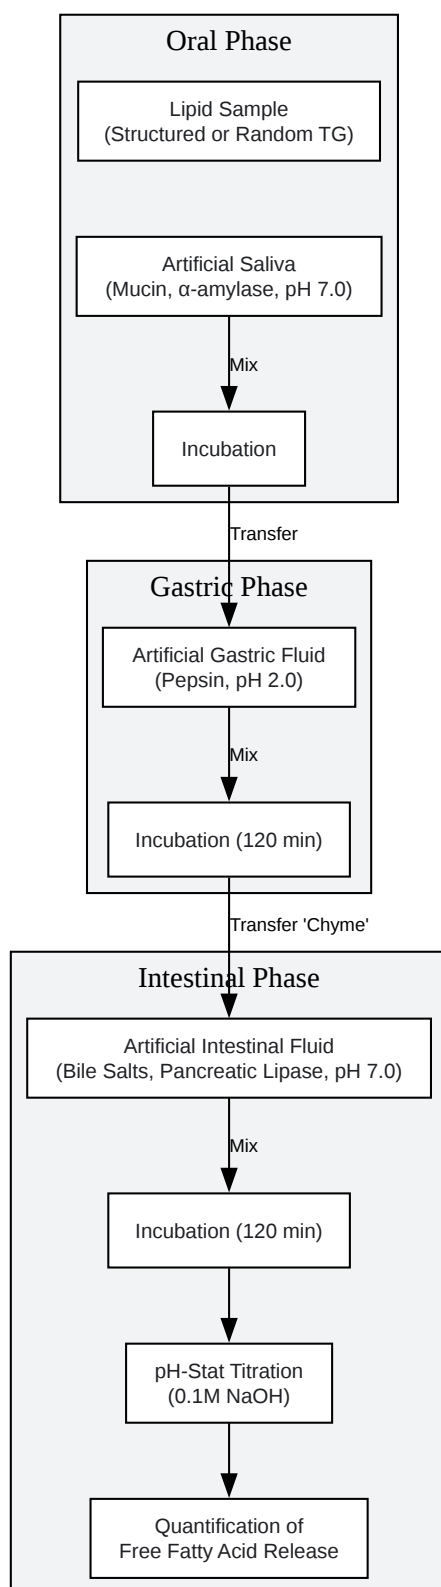 Oral Phase
Lipid Sample
(Structured or Random TG)
Artificial Saliva
(Mucin, α-amylase, pH 7.0)
Mix
Incubation
Transfer
Gastric Phase
Artificial Gastric Fluid
(Pepsin, pH 2.0)
Mix
Incubation (120 min)
Transfer 'Chyme'
Intestinal Phase
Artificial Intestinal Fluid
(Bile Salts, Pancreatic Lipase, pH 7.0)
Mix
Incubation (120 min)
pH-Stat Titration
(0.1M NaOH)
Quantification of
Free Fatty Acid Release